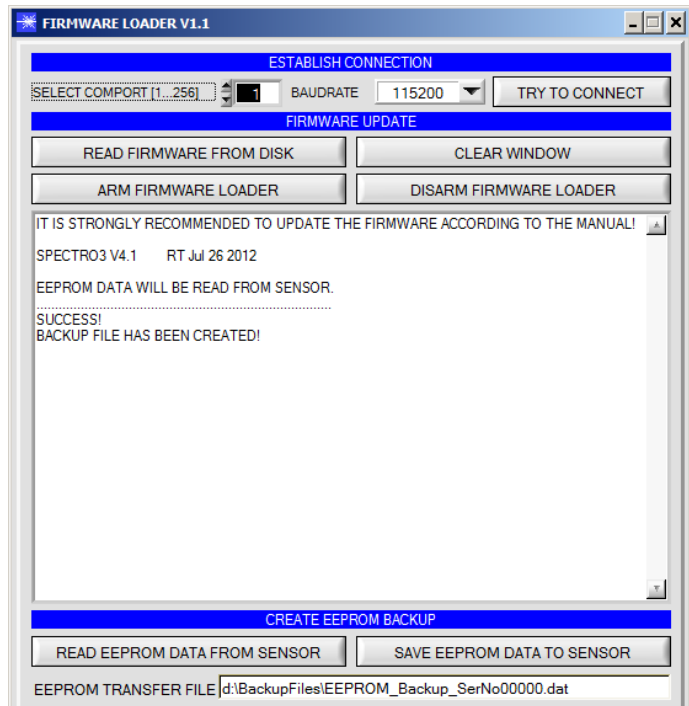 FIRMWARE LOADER V1.1
ESTABLISH CONNECTION
SELECT COMPORT [1...256] 1 BAUDRATE 115200 TRY TO CONNECT
FIRMWARE UPDATE
READ FIRMWARE FROM DISK CLEAR WINDOW
ARM FIRMWARE LOADER DISARM FIRMWARE LOADER
IT IS STRONGLY RECOMMENDED TO UPDATE THE FIRMWARE ACCORDING TO THE MANUAL!
SPECTRO3 V4.1 RT Jul 26 2012
EEPROM DATA WILL BE READ FROM SENSOR.
................................................................................
SUCCESS!
BACKUP FILE HAS BEEN CREATED!
CREATE EEPROM BACKUP
READ EEPROM DATA FROM SENSOR SAVE EEPROM DATA TO SENSOR
EEPROM TRANSFER FILE d:\BackupFiles\EEPROM_Backup_SerNo00000.dat